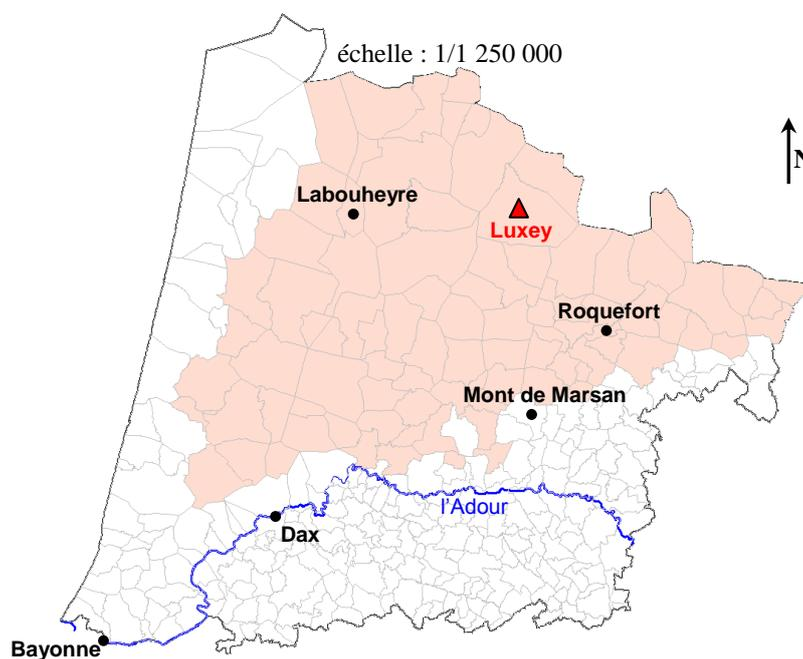 échelle : 1/1 250 000
N
Labouheyre
Luxey
Roquefort
Mont de Marsan
l'Adour
Dax
Bayonne